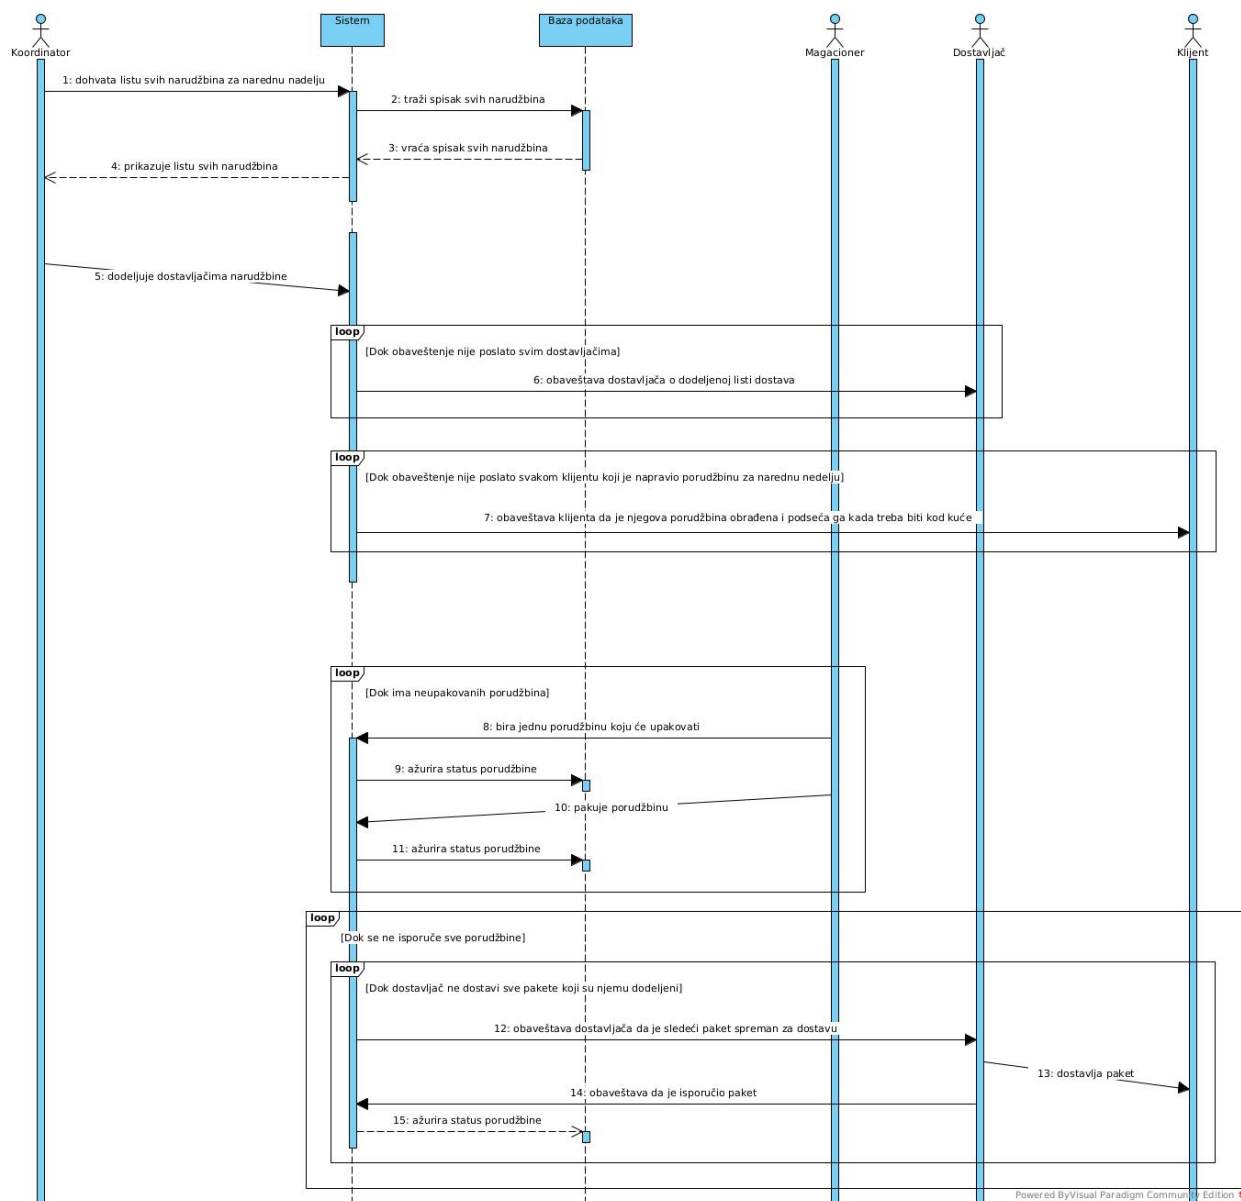 Sistem
Baza podataka
Koordinator
Magacioner
Dostavljač
Klijent
1: dohvata listu svih narudžbina za narednu nadelju
2: traži spisak svih narudžbina
3: vraća spisak svih narudžbina
4: prikazuje listu svih narudžbina
5: dodeljuje dostavljačima narudžbine
loop
[Dok obaveštenje nije poslato svim dostavljačima]
6: obaveštava dostavljača o dodeljenoj listi dostava
loop
[Dok obaveštenje nije poslato svakom klijentu koji je napravio porudžbinu za narednu nedelju]
7: obaveštava klijenta da je njegova porudžbina obrađena i podseća ga kada treba biti kod kuće
loop
[Dok ima neupakovanih porudžbina]
8: bira jednu porudžbinu koju će upakovati
9: ažurira status porudžbine
10: pakuje porudžbinu
11: ažurira status porudžbine
loop
[Dok se ne isporuče sve porudžbine]
loop
[Dok dostavljač ne dostavi sve pakete koji su njemu dodeljeni]
12: obaveštava dostavljača da je sledeći paket spreman za dostavu
13: dostavlja paket
14: obaveštava da je isporučio paket
15: ažurira status porudžbine
Powered ByVisual Paradigm Community Edition